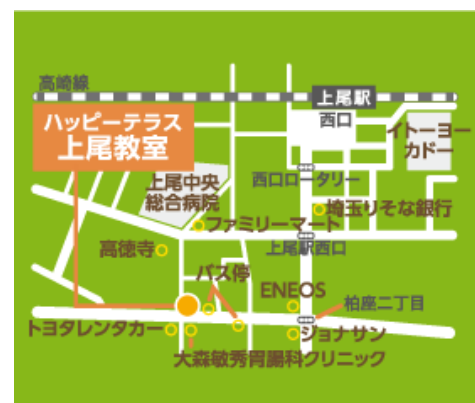 高崎線
上尾駅
西口
ハッピーテラス
上尾教室
イトーヨー
カドー
上尾中央
総合病院
西口ロータリー
埼玉りそな銀行
ファミリーマート
上尾駅西口
高徳寺
バス停
ENEOS
柏座二丁目
トヨタレンタカー
ジョナサン
大森敏秀胃腸科クリニック